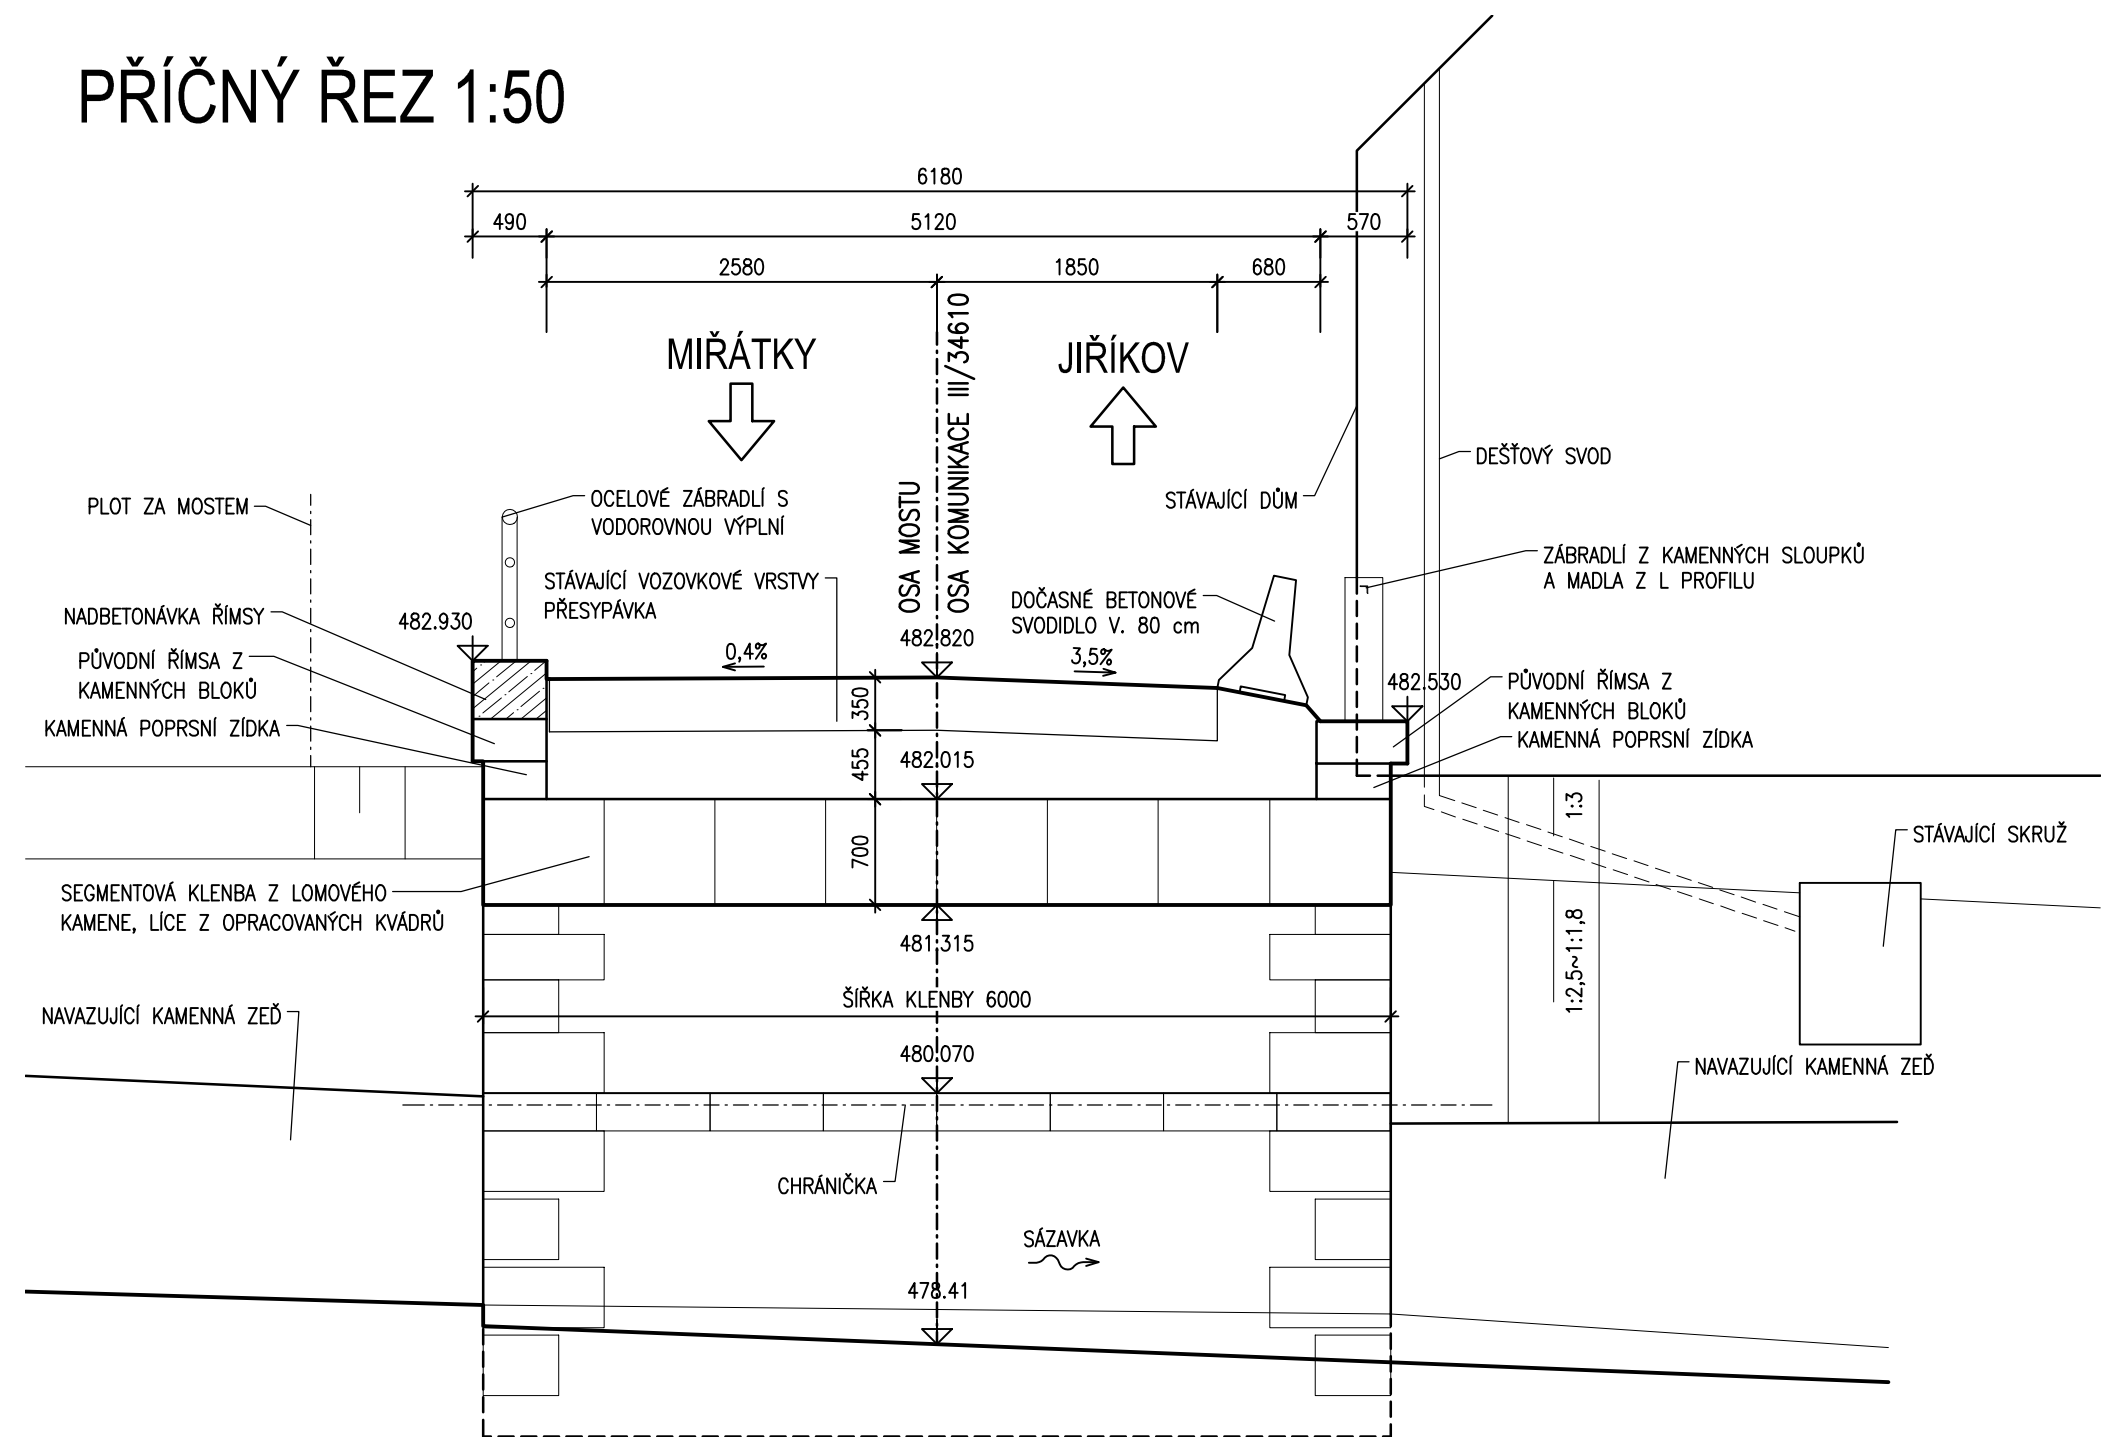 PŘÍČNÝ ŘEZ 1:50
6180
490
5120
570
2580
1850
680
MIŘÁTKY
JIŘÍKOV
OSA MOSTU
OSA KOMUNIKACE III/34610
DEŠŤOVÝ SVOD
STÁVAJÍCÍ DŮM
PLOT ZA MOSTEM
OCELOVÉ ZÁBRADLÍ S
VODOROVNOU VÝPLNÍ
ZÁBRADLÍ Z KAMENNÝCH SLOUPKŮ
A MADLA Z L PROFILU
STÁVAJÍCÍ VOZOVKOVÉ VRSTVY
PŘESYPÁVKA
DOČASNÉ BETONOVÉ
SVODIDLO V. 80 cm
NADBETONÁVKA ŘÍMSY
482.930
482.820
0,4%
3,5%
PŮVODNÍ ŘÍMSA Z
KAMENNÝCH BLOKŮ
482.530
PŮVODNÍ ŘÍMSA Z
KAMENNÝCH BLOKŮ
KAMENNÁ POPRSNÍ ZÍDKA
KAMENNÁ POPRSNÍ ZÍDKA
350
455
482.015
700
1:3
STÁVAJÍCÍ SKRUŽ
SEGMENTOVÁ KLENBA Z LOMOVÉHO
KAMENE, LÍCE Z OPRACOVANÝCH KVÁDRŮ
481.315
1:2,5~1:1,8
ŠÍŘKA KLENBY 6000
NAVAZUJÍCÍ KAMENNÁ ZEĎ
480.070
NAVAZUJÍCÍ KAMENNÁ ZEĎ
CHRÁNIČKA
SÁZAVKA
478.41